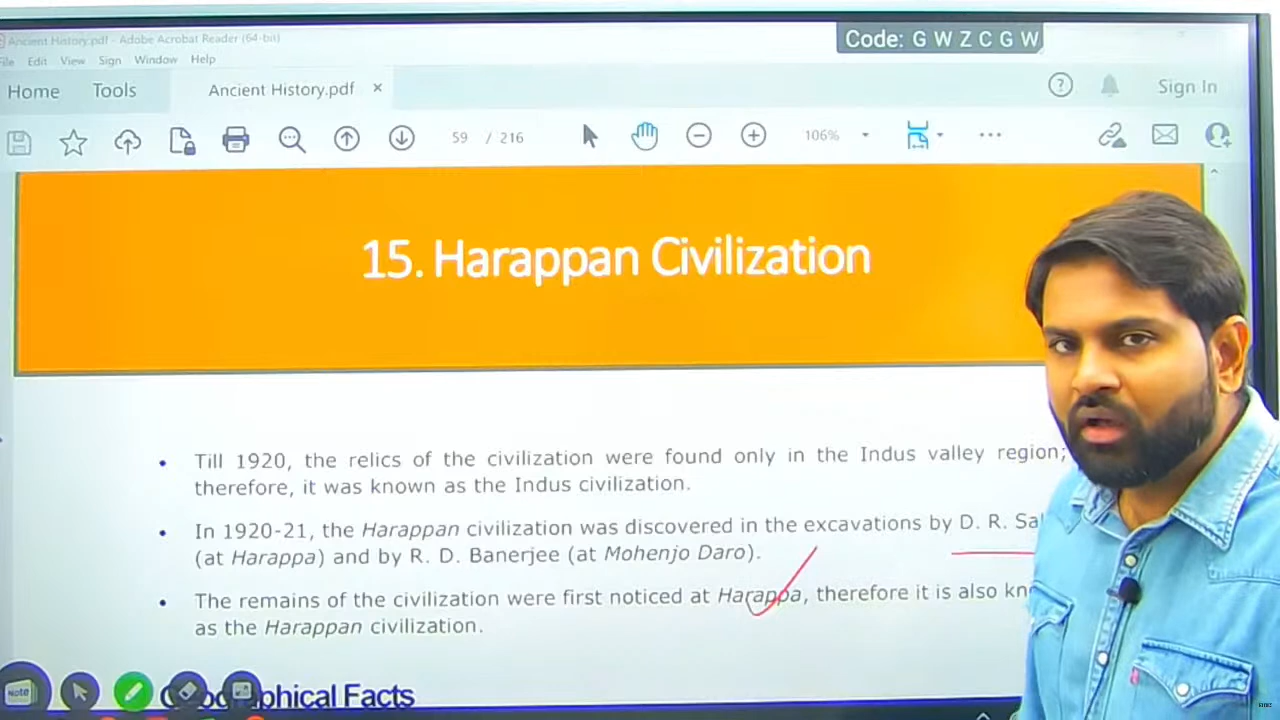 Ancient History.pdf - Adobe Acrobat Reader (64-bit)
Code: G W Z C G W
File Edit View Sign Window Help
Home Tools Ancient History.pdf × Sign In
59 / 216 106%
15. Harappan Civilization
• Till 1920, the relics of the civilization were found only in the Indus valley region;
therefore, it was known as the Indus civilization.
• In 1920-21, the Harappan civilization was discovered in the excavations by D. R.
(at Harappa) and by R. D. Banerjee (at Mohenjo Daro).
• The remains of the civilization were first noticed at Harappa, therefore it is also
as the Harappan civilization.
Note
Geographical Facts